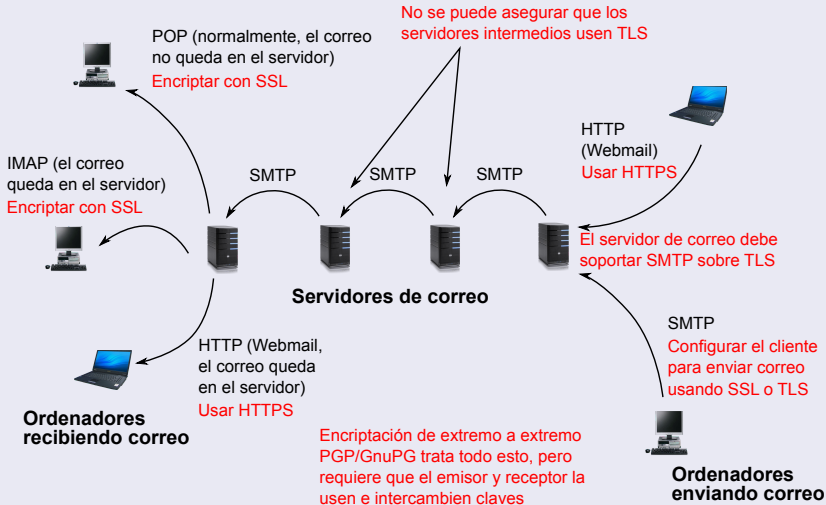 No se puede asegurar que los
servidores intermedios usen TLS
POP (normalmente, el correo
no queda en el servidor)
Encriptar con SSL
HTTP
(Webmail)
Usar HTTPS
IMAP (el correo
queda en el servidor)
Encriptar con SSL
SMTP
SMTP
SMTP
El servidor de correo debe
soportar SMTP sobre TLS
Servidores de correo
HTTP (Webmail,
el correo queda
en el servidor)
Usar HTTPS
SMTP
Configurar el cliente
para enviar correo
usando SSL o TLS
Ordenadores
recibiendo correo
Encriptación de extremo a extremo
PGP/GnuPG trata todo esto, pero
requiere que el emisor y receptor la
usen e intercambien claves
Ordenadores
enviando correo